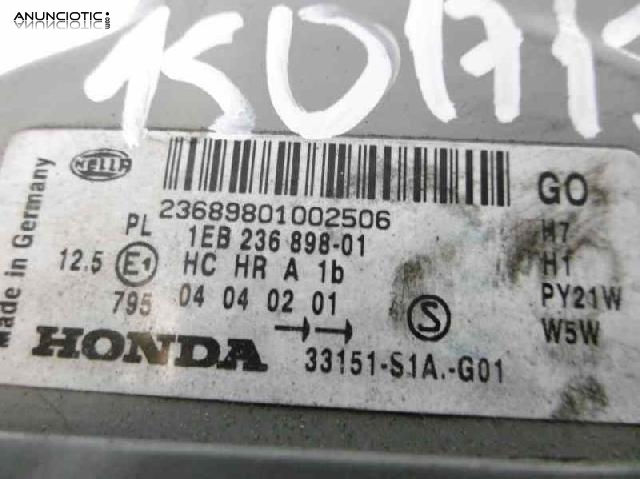 ANUNCIOTIC.com
HELLA
GO
23689801002506
Made in Germany
PL
1EB 236 898-01
H7
12.5
E1
HC HR A 1b
H1
795
04 04 02 01
PY21W
S
W5W
HONDA
33151-S1A.-G01